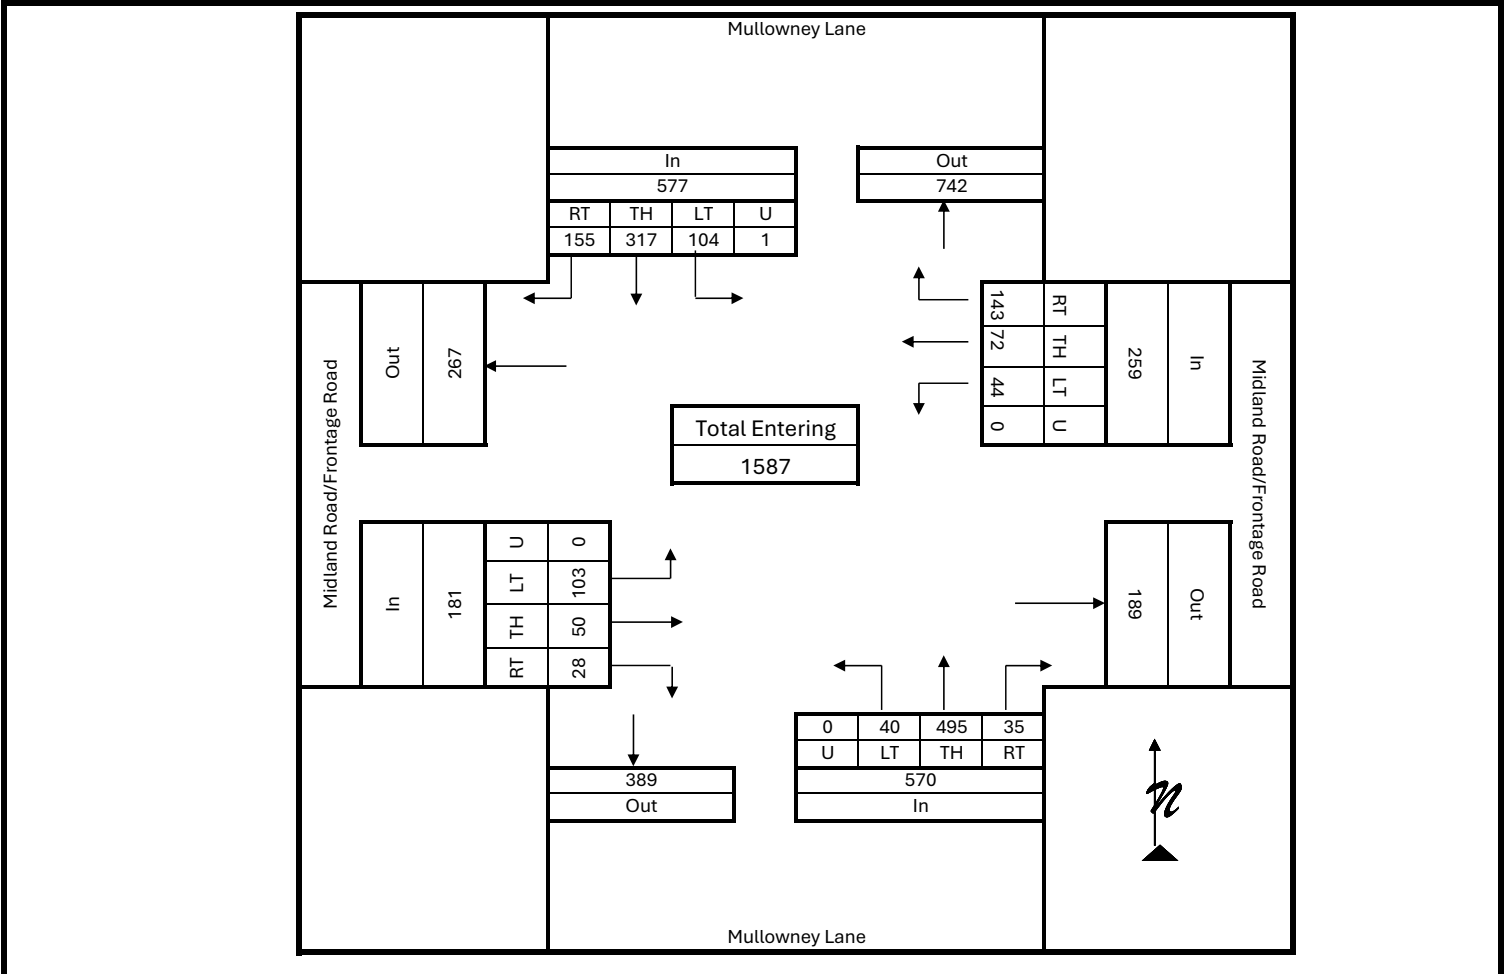 Mullowney Lane
In
577
RT TH LT U
155 317 104 1
Out
742
Midland Road/Frontage Road
Out
267
143 RT
72 TH
44 LT
0 U
259
In
Midland Road/Frontage Road
Total Entering
1587
In
181
U 0
LT 103
TH 50
RT 28
189
Out
389
Out
0 40 495 35
U LT TH RT
570
In
N
Mullowney Lane